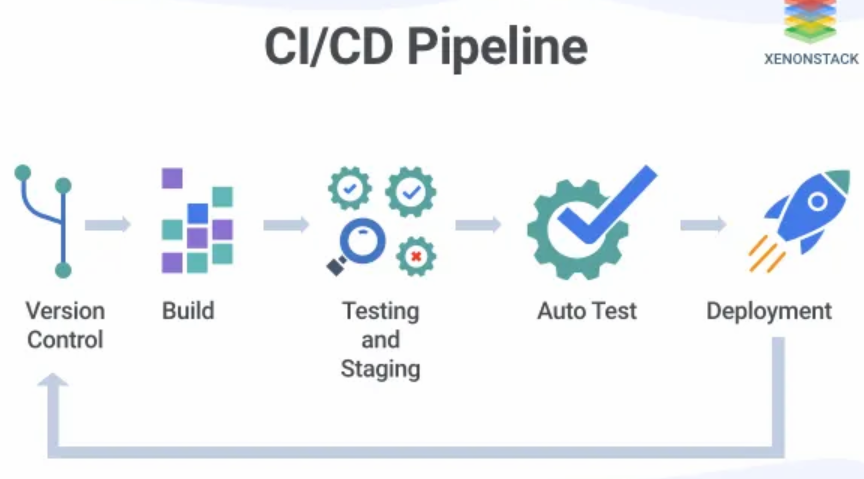 CI/CD Pipeline
XENONSTACK
Version
Control
Build
Testing
and
Staging
Auto Test
Deployment